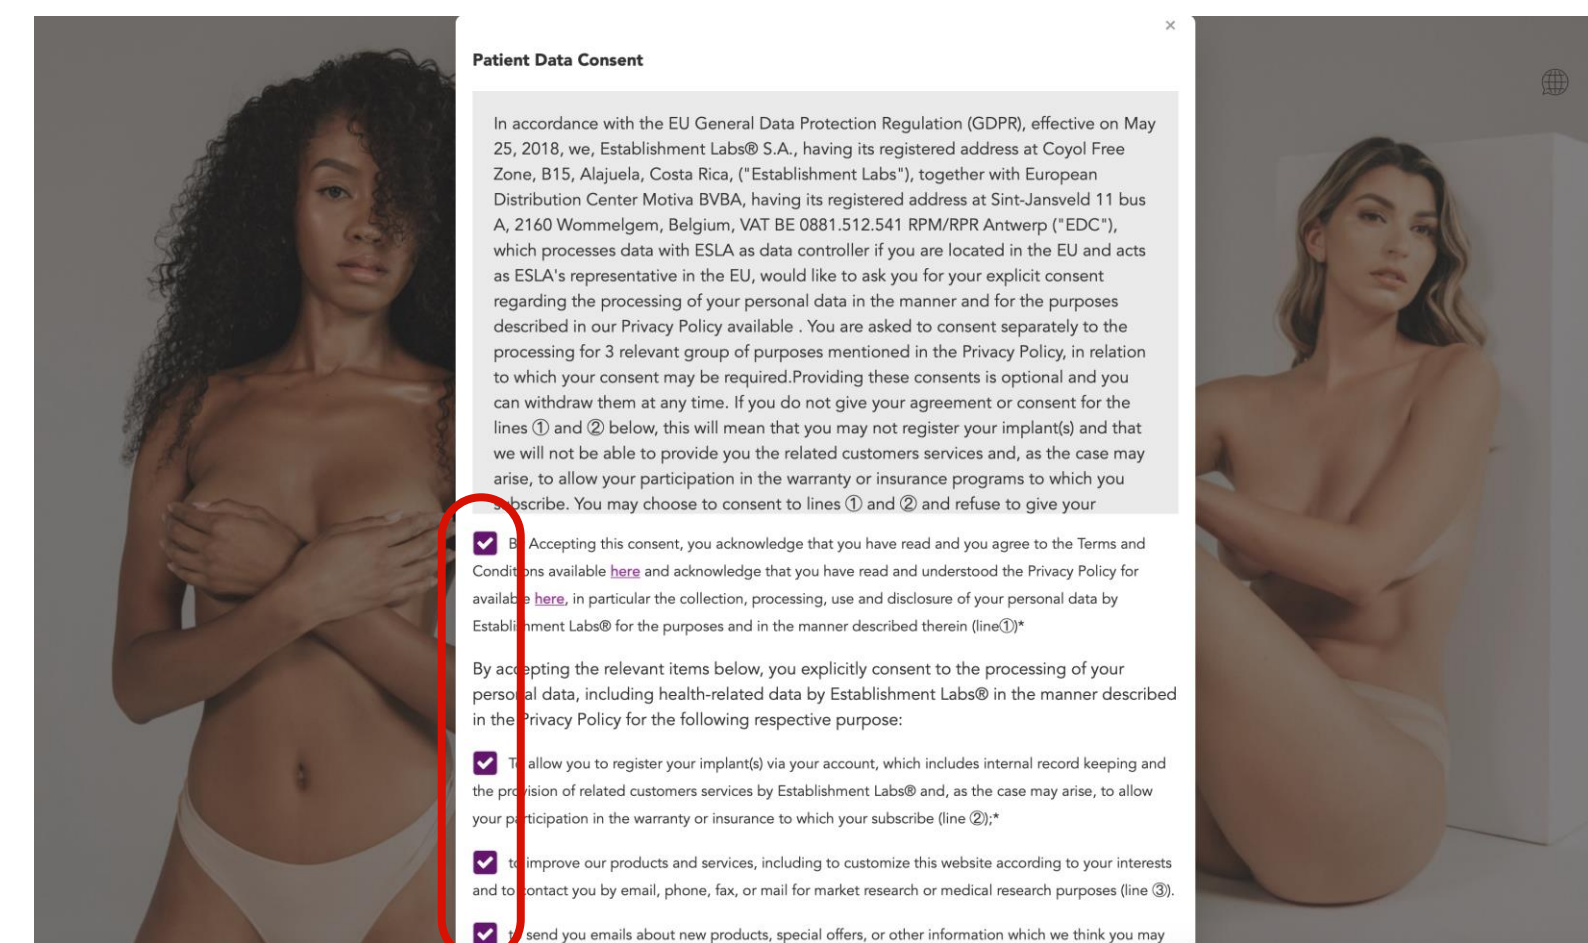 ×
Patient Data Consent
In accordance with the EU General Data Protection Regulation (GDPR), effective on May
25, 2018, we, Establishment Labs® S.A., having its registered address at Coyol Free
Zone, B15, Alajuela, Costa Rica, ("Establishment Labs"), together with European
Distribution Center Motiva BVBA, having its registered address at Sint-Jansveld 11 bus
A, 2160 Wommelgem, Belgium, VAT BE 0881.512.541 RPM/RPR Antwerp ("EDC"),
which processes data with ESLA as data controller if you are located in the EU and acts
as ESLA's representative in the EU, would like to ask you for your explicit consent
regarding the processing of your personal data in the manner and for the purposes
described in our Privacy Policy available . You are asked to consent separately to the
processing for 3 relevant group of purposes mentioned in the Privacy Policy, in relation
to which your consent may be required.Providing these consents is optional and you
can withdraw them at any time. If you do not give your agreement or consent for the
lines ① and ② below, this will mean that you may not register your implant(s) and that
we will not be able to provide you the related customers services and, as the case may
arise, to allow your participation in the warranty or insurance programs to which you
subscribe. You may choose to consent to lines ① and ② and refuse to give your
By Accepting this consent, you acknowledge that you have read and you agree to the Terms and
Conditions available here and acknowledge that you have read and understood the Privacy Policy for
available here, in particular the collection, processing, use and disclosure of your personal data by
Establishment Labs® for the purposes and in the manner described therein (line①)*
By accepting the relevant items below, you explicitly consent to the processing of your
personal data, including health-related data by Establishment Labs® in the manner described
in the Privacy Policy for the following respective purpose:
To allow you to register your implant(s) via your account, which includes internal record keeping and
the provision of related customers services by Establishment Labs® and, as the case may arise, to allow
your participation in the warranty or insurance to which your subscribe (line ②);*
to improve our products and services, including to customize this website according to your interests
and to contact you by email, phone, fax, or mail for market research or medical research purposes (line ③).
to send you emails about new products, special offers, or other information which we think you may